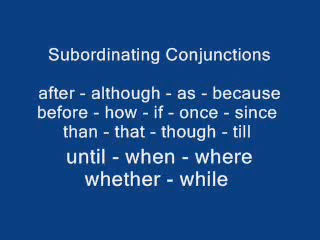 Subordinating Conjunctions
after - although - as - because
before - how - if - once - since
than - that - though - till
until - when - where
whether - while